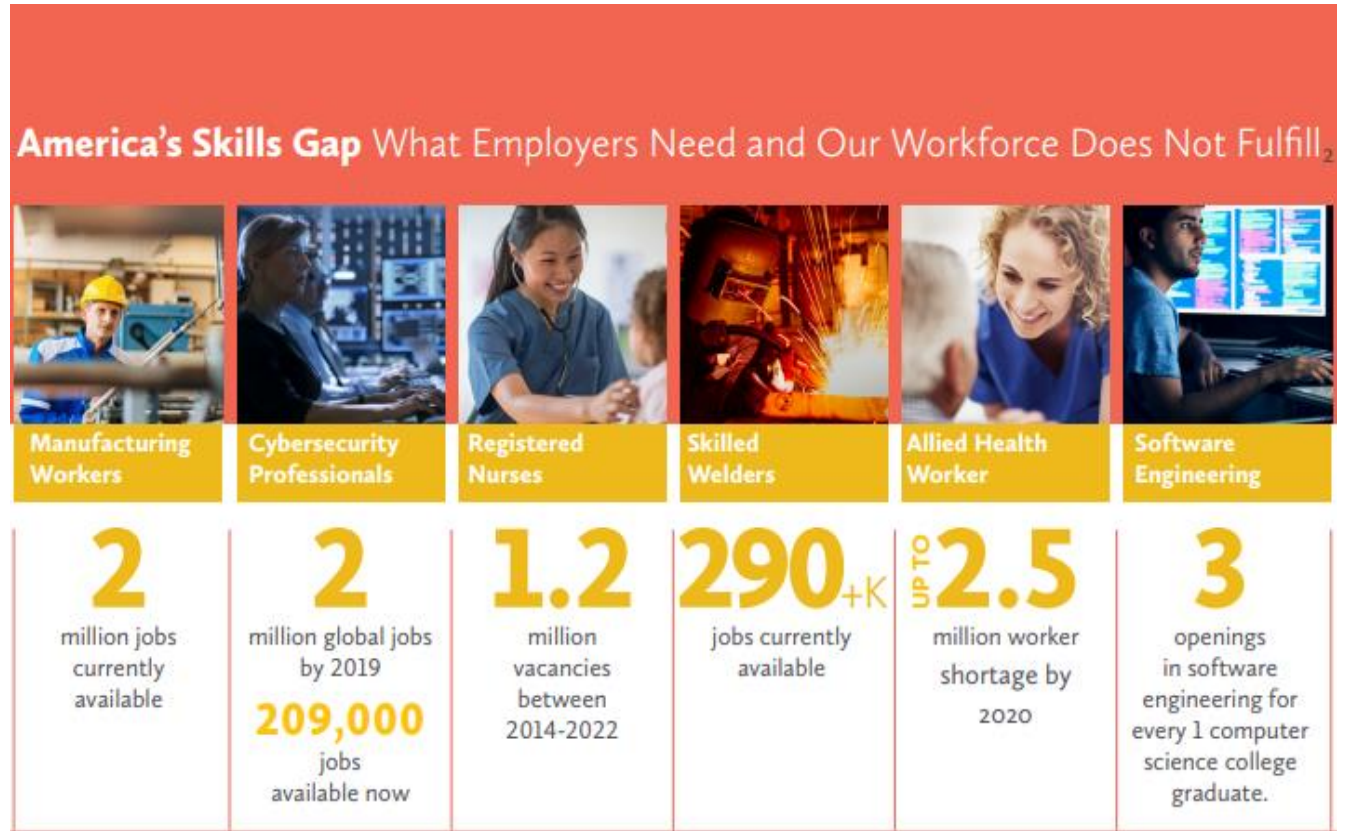 America's Skills Gap What Employers Need and Our Workforce Does Not Fulfill2
Manufacturing
Workers
Cybersecurity
Professionals
Registered
Nurses
Skilled
Welders
Allied Health
Worker
Software
Engineering
2
million jobs
currently
available
2
million global jobs
by 2019
209,000
jobs
available now
1.2
million
vacancies
between
2014-2022
290+K
jobs currently
available
UP TO 2.5
million worker
shortage by
2020
3
openings
in software
engineering for
every 1 computer
science college
graduate.